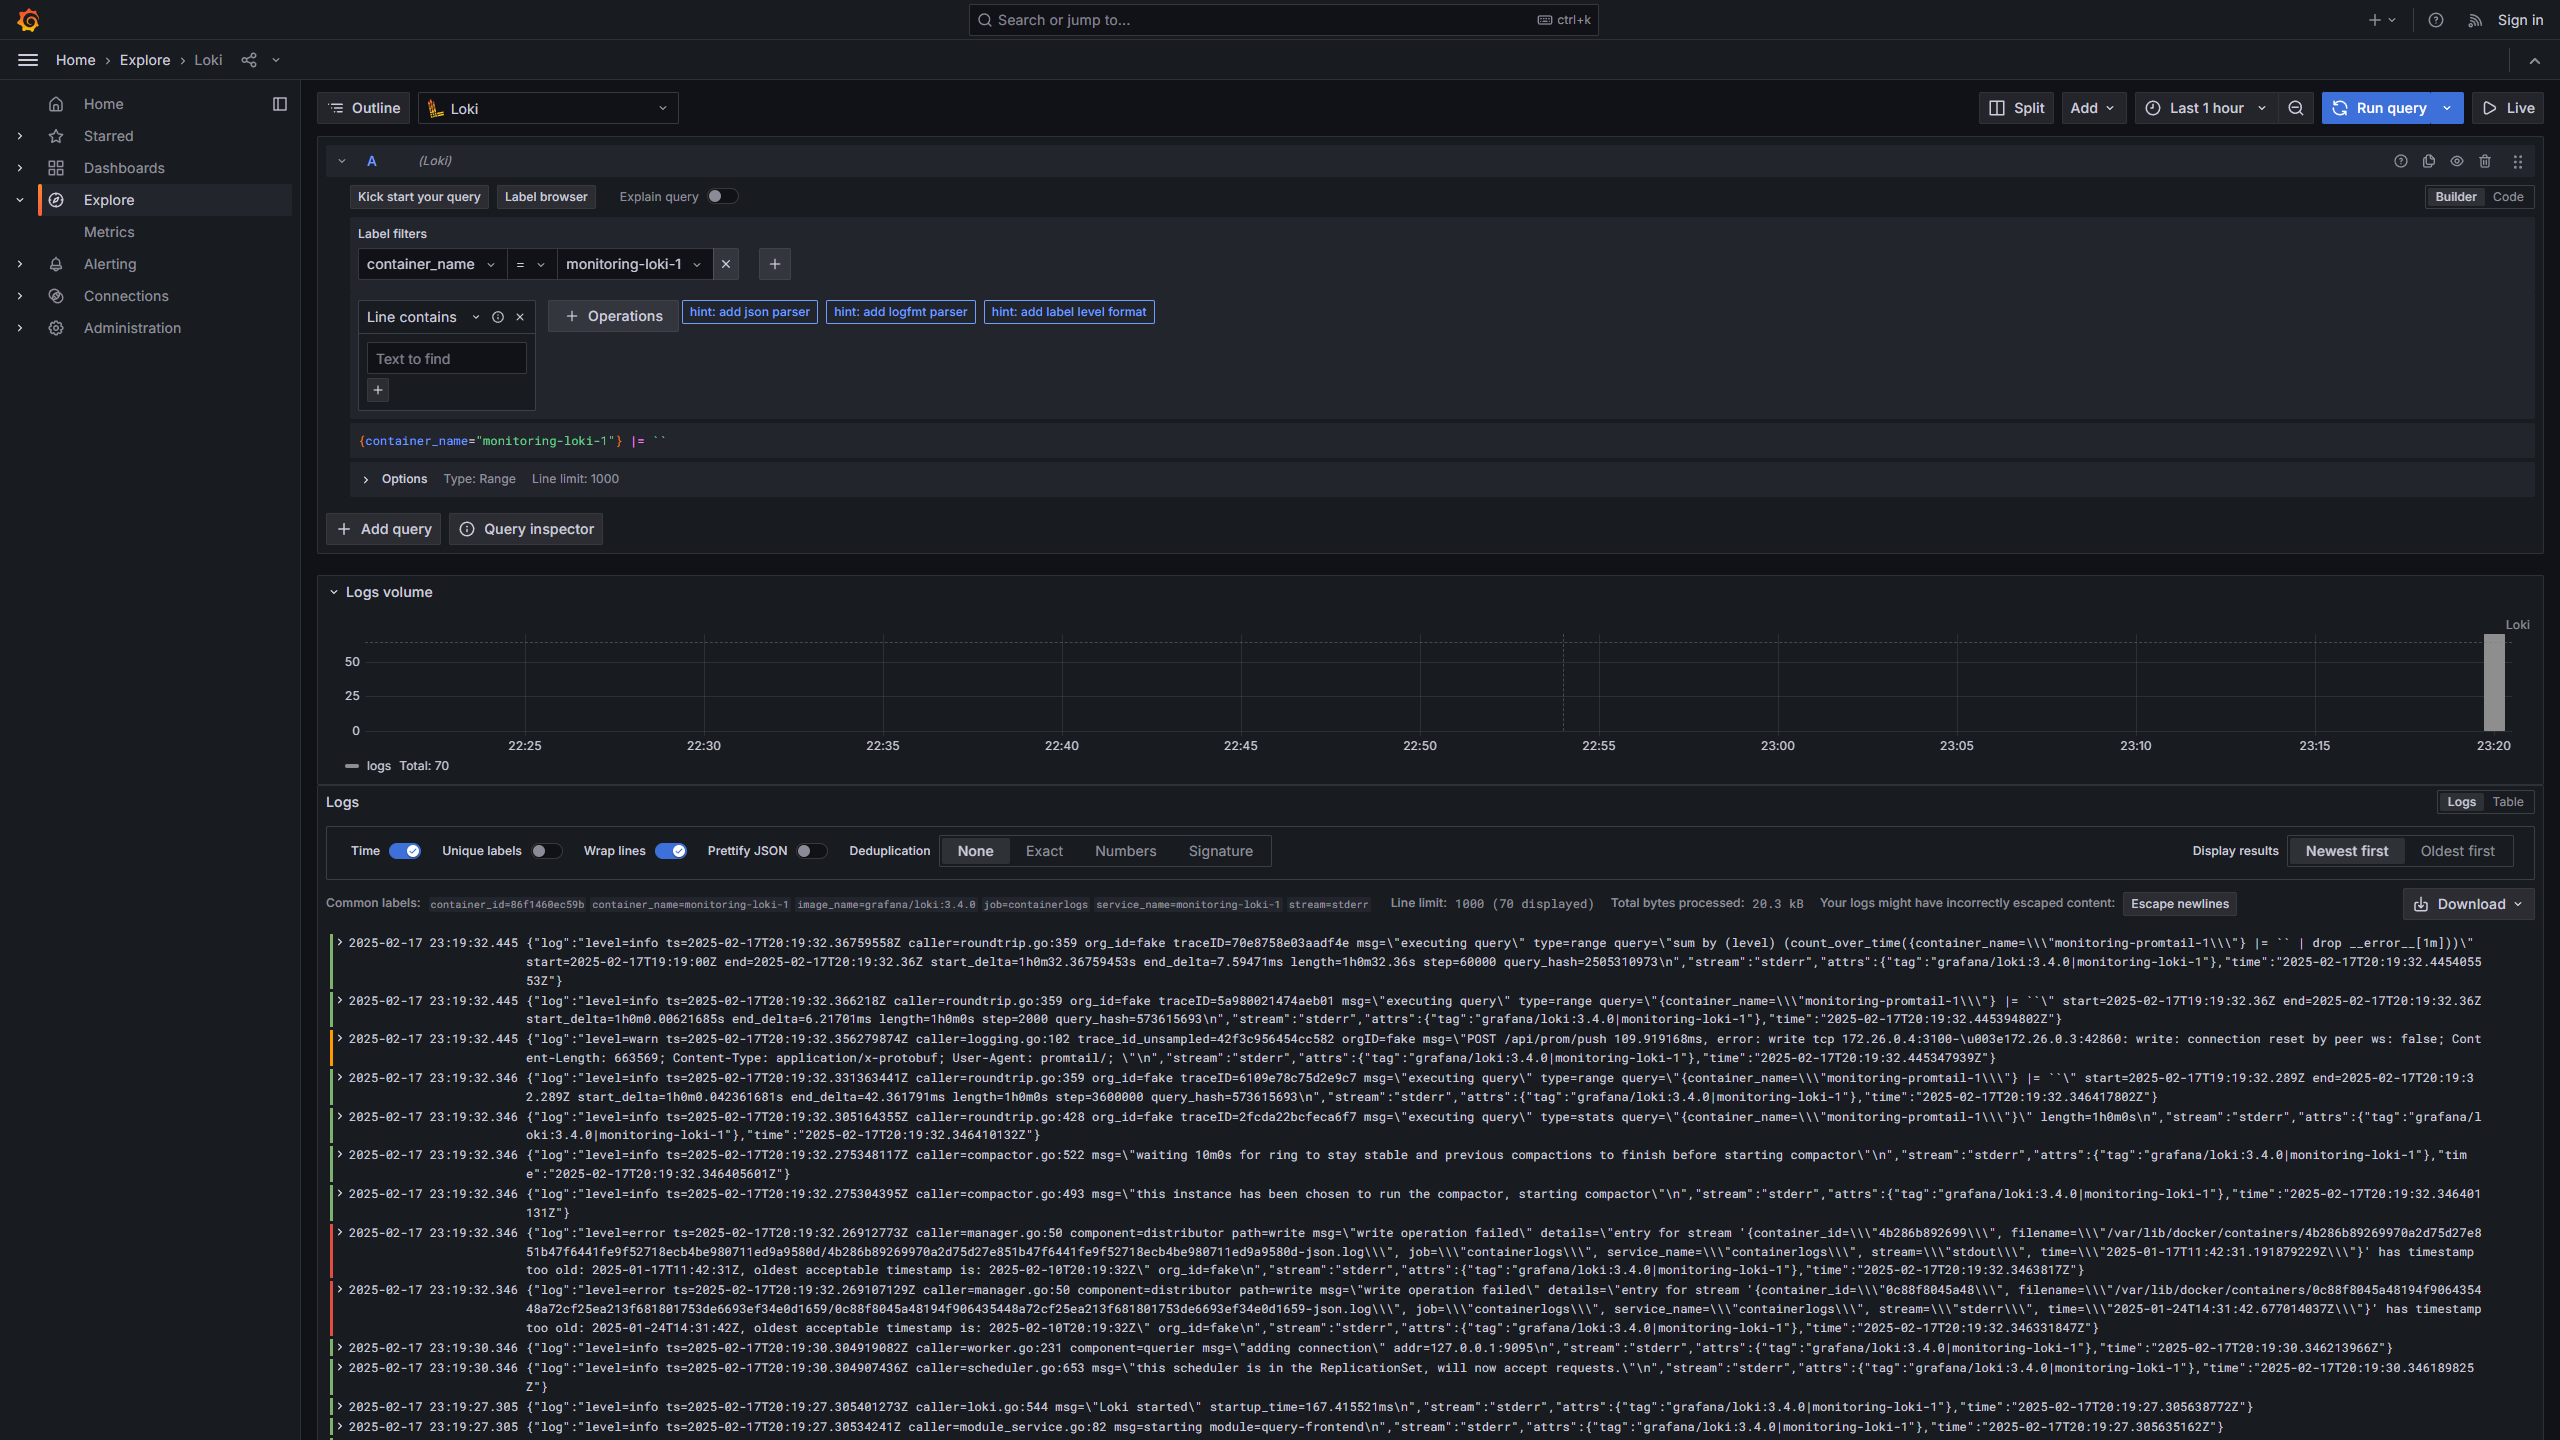 Search or jump to... ctrl+k Sign in
Home › Explore › Loki
Home
Starred
Dashboards
Explore
Metrics
Alerting
Connections
Administration
Outline Loki Split Add Last 1 hour Run query Live
A (Loki)
Kick start your query Label browser Explain query Builder Code
Label filters
container_name = monitoring-loki-1
Line contains Operations hint: add json parser hint: add logfmt parser hint: add label level format
Text to find
{container_name="monitoring-loki-1"} |= ``
Options Type: Range Line limit: 1000
Add query Query inspector
Logs volume
Loki
50
25
0
22:25 22:30 22:35 22:40 22:45 22:50 22:55 23:00 23:05 23:10 23:15 23:20
logs Total: 70
Logs Logs Table
Time Unique labels Wrap lines Prettify JSON Deduplication None Exact Numbers Signature Display results Newest first Oldest first
Common labels: container_id=86f1460ec59b container_name=monitoring-loki-1 image_name=grafana/loki:3.4.0 job=containerlogs service_name=monitoring-loki-1 stream=stderr Line limit: 1000 (70 displayed) Total bytes processed: 20.3 kB Your logs might have incorrectly escaped content: Escape newlines Download
2025-02-17 23:19:32.445 {"log":"level=info ts=2025-02-17T20:19:32.36759558Z caller=roundtrip.go:359 org_id=fake traceID=70e8758e03aadf4e msg=\"executing query\" type=range query=\"sum by (level) (count_over_time({container_name=\\\"monitoring-promtail-1\\\"} |= `` | drop __error__[1m]))\"
start=2025-02-17T19:19:00Z end=2025-02-17T20:19:32.36Z start_delta=1h0m32.36759453s end_delta=7.59471ms length=1h0m32.36s step=60000 query_hash=2505310973\n","stream":"stderr","attrs":{"tag":"grafana/loki:3.4.0|monitoring-loki-1"},"time":"2025-02-17T20:19:32.4454055
53Z"}
2025-02-17 23:19:32.445 {"log":"level=info ts=2025-02-17T20:19:32.366218Z caller=roundtrip.go:359 org_id=fake traceID=5a980021474aeb01 msg=\"executing query\" type=range query=\"{container_name=\\\"monitoring-promtail-1\\\"} |= ``\" start=2025-02-17T19:19:32.36Z end=2025-02-17T20:19:32.36Z
start_delta=1h0m0.00621685s end_delta=6.21701ms length=1h0m0s step=2000 query_hash=573615693\n","stream":"stderr","attrs":{"tag":"grafana/loki:3.4.0|monitoring-loki-1"},"time":"2025-02-17T20:19:32.445394802Z"}
2025-02-17 23:19:32.445 {"log":"level=warn ts=2025-02-17T20:19:32.356279874Z caller=logging.go:102 trace_id_unsampled=42f3c956454cc582 orgID=fake msg=\"POST /api/prom/push 109.919168ms, error: write tcp 172.26.0.4:3100-\u003e172.26.0.3:42860: write: connection reset by peer ws: false; Cont
ent-Length: 663569; Content-Type: application/x-protobuf; User-Agent: promtail/; \"\n","stream":"stderr","attrs":{"tag":"grafana/loki:3.4.0|monitoring-loki-1"},"time":"2025-02-17T20:19:32.445347939Z"}
2025-02-17 23:19:32.346 {"log":"level=info ts=2025-02-17T20:19:32.331363441Z caller=roundtrip.go:359 org_id=fake traceID=6109e78c75d2e9c7 msg=\"executing query\" type=range query=\"{container_name=\\\"monitoring-promtail-1\\\"} |= ``\" start=2025-02-17T19:19:32.289Z end=2025-02-17T20:19:3
2.289Z start_delta=1h0m0.042361681s end_delta=42.361791ms length=1h0m0s step=3600000 query_hash=573615693\n","stream":"stderr","attrs":{"tag":"grafana/loki:3.4.0|monitoring-loki-1"},"time":"2025-02-17T20:19:32.346417802Z"}
2025-02-17 23:19:32.346 {"log":"level=info ts=2025-02-17T20:19:32.305164355Z caller=roundtrip.go:428 org_id=fake traceID=2fcda22bcfeca6f7 msg=\"executing query\" type=stats query=\"{container_name=\\\"monitoring-promtail-1\\\"}\" length=1h0m0s\n","stream":"stderr","attrs":{"tag":"grafana/l
oki:3.4.0|monitoring-loki-1"},"time":"2025-02-17T20:19:32.346410132Z"}
2025-02-17 23:19:32.346 {"log":"level=info ts=2025-02-17T20:19:32.275348117Z caller=compactor.go:522 msg=\"waiting 10m0s for ring to stay stable and previous compactions to finish before starting compactor\"\n","stream":"stderr","attrs":{"tag":"grafana/loki:3.4.0|monitoring-loki-1"},"tim
e":"2025-02-17T20:19:32.346405601Z"}
2025-02-17 23:19:32.346 {"log":"level=info ts=2025-02-17T20:19:32.275304395Z caller=compactor.go:493 msg=\"this instance has been chosen to run the compactor, starting compactor\"\n","stream":"stderr","attrs":{"tag":"grafana/loki:3.4.0|monitoring-loki-1"},"time":"2025-02-17T20:19:32.346401
131Z"}
2025-02-17 23:19:32.346 {"log":"level=error ts=2025-02-17T20:19:32.26912773Z caller=manager.go:50 component=distributor path=write msg=\"write operation failed\" details=\"entry for stream '{container_id=\\\"4b286b892699\\\", filename=\\\"/var/lib/docker/containers/4b286b89269970a2d75d27e8
51b47f6441fe9f52718ecb4be980711ed9a9580d/4b286b89269970a2d75d27e851b47f6441fe9f52718ecb4be980711ed9a9580d-json.log\\\", job=\\\"containerlogs\\\", service_name=\\\"containerlogs\\\", stream=\\\"stdout\\\", time=\\\"2025-01-17T11:42:31.191879229Z\\\"}' has timestamp
too old: 2025-01-17T11:42:31Z, oldest acceptable timestamp is: 2025-02-10T20:19:32Z\" org_id=fake\n","stream":"stderr","attrs":{"tag":"grafana/loki:3.4.0|monitoring-loki-1"},"time":"2025-02-17T20:19:32.3463817Z"}
2025-02-17 23:19:32.346 {"log":"level=error ts=2025-02-17T20:19:32.269107129Z caller=manager.go:50 component=distributor path=write msg=\"write operation failed\" details=\"entry for stream '{container_id=\\\"0c88f8045a48\\\", filename=\\\"/var/lib/docker/containers/0c88f8045a48194f9064354
48a72cf25ea213f681801753de6693ef34e0d1659/0c88f8045a48194f906435448a72cf25ea213f681801753de6693ef34e0d1659-json.log\\\", job=\\\"containerlogs\\\", service_name=\\\"containerlogs\\\", stream=\\\"stderr\\\", time=\\\"2025-01-24T14:31:42.677014037Z\\\"}' has timestamp
too old: 2025-01-24T14:31:42Z, oldest acceptable timestamp is: 2025-02-10T20:19:32Z\" org_id=fake\n","stream":"stderr","attrs":{"tag":"grafana/loki:3.4.0|monitoring-loki-1"},"time":"2025-02-17T20:19:32.346331847Z"}
2025-02-17 23:19:30.346 {"log":"level=info ts=2025-02-17T20:19:30.304919082Z caller=worker.go:231 component=querier msg=\"adding connection\" addr=127.0.0.1:9095\n","stream":"stderr","attrs":{"tag":"grafana/loki:3.4.0|monitoring-loki-1"},"time":"2025-02-17T20:19:30.346213966Z"}
2025-02-17 23:19:30.346 {"log":"level=info ts=2025-02-17T20:19:30.304907436Z caller=scheduler.go:653 msg=\"this scheduler is in the ReplicationSet, will now accept requests.\"\n","stream":"stderr","attrs":{"tag":"grafana/loki:3.4.0|monitoring-loki-1"},"time":"2025-02-17T20:19:30.346189825
Z"}
2025-02-17 23:19:27.305 {"log":"level=info ts=2025-02-17T20:19:27.305401273Z caller=loki.go:544 msg=\"Loki started\" startup_time=167.415521ms\n","stream":"stderr","attrs":{"tag":"grafana/loki:3.4.0|monitoring-loki-1"},"time":"2025-02-17T20:19:27.305638772Z"}
2025-02-17 23:19:27.305 {"log":"level=info ts=2025-02-17T20:19:27.30534241Z caller=module_service.go:82 msg=starting module=query-frontend\n","stream":"stderr","attrs":{"tag":"grafana/loki:3.4.0|monitoring-loki-1"},"time":"2025-02-17T20:19:27.305635162Z"}